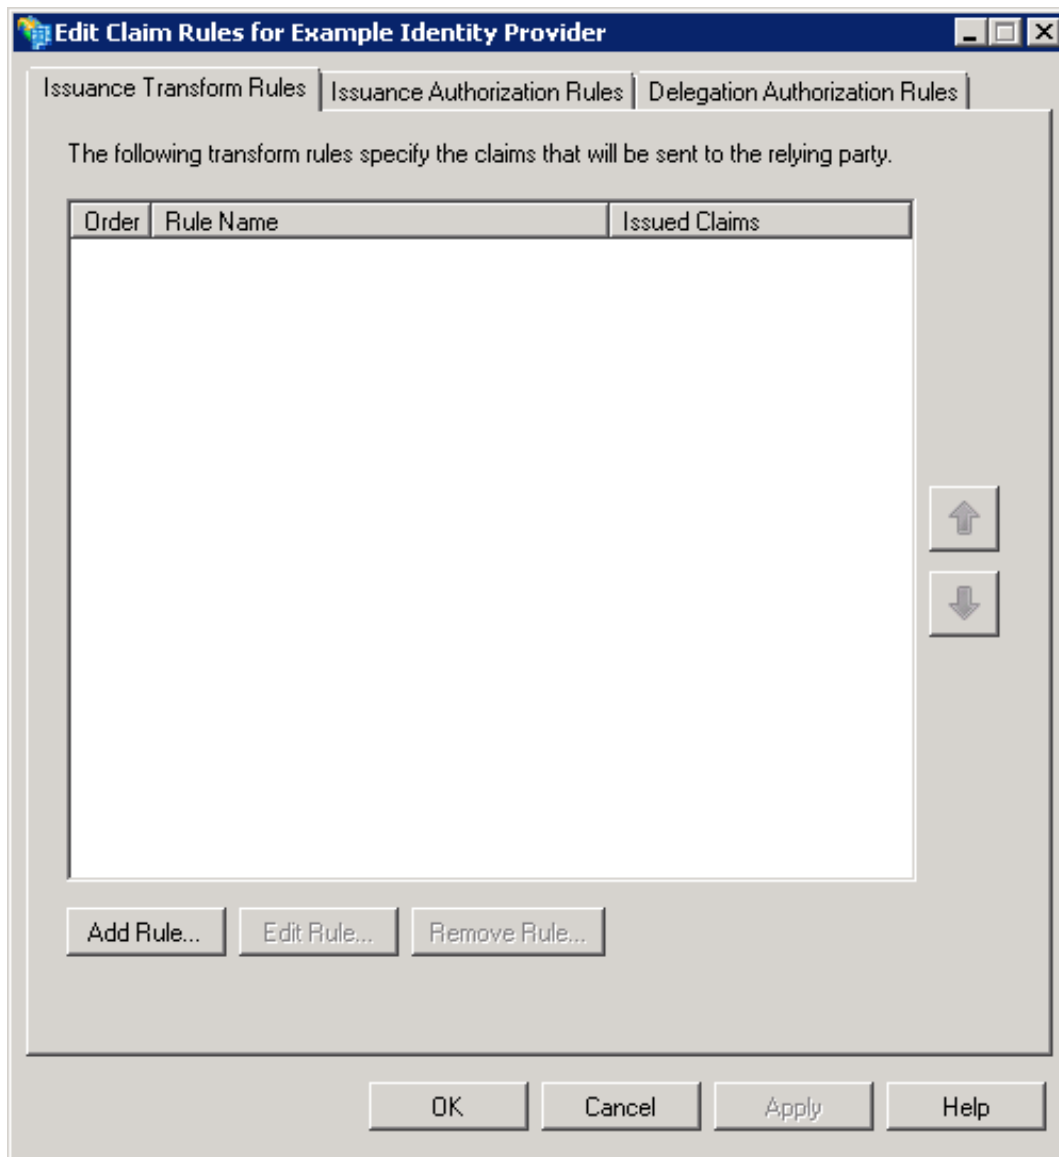 Edit Claim Rules for Example Identity Provider
Issuance Transform Rules Issuance Authorization Rules Delegation Authorization Rules
The following transform rules specify the claims that will be sent to the relying party.
Order Rule Name Issued Claims
Add Rule... Edit Rule... Remove Rule...
OK Cancel Apply Help